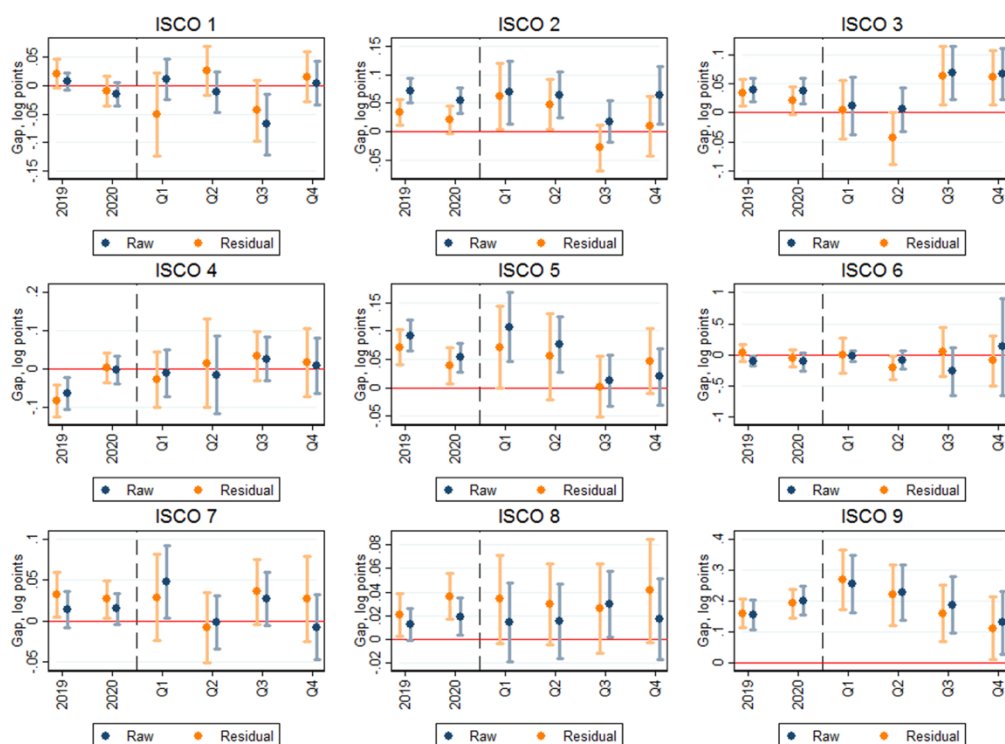 ISCO 1
Gap, log points
.05
0
-.05
-.1
-.15
2019
2020
Q1
Q2
Q3
Q4
Raw
Residual
ISCO 2
Gap, log points
.15
.1
.05
0
-.05
2019
2020
Q1
Q2
Q3
Q4
Raw
Residual
ISCO 3
Gap, log points
.1
.05
0
-.05
-.1
2019
2020
Q1
Q2
Q3
Q4
Raw
Residual
ISCO 4
Gap, log points
.2
.1
0
-.1
2019
2020
Q1
Q2
Q3
Q4
Raw
Residual
ISCO 5
Gap, log points
.15
.1
.05
0
-.05
2019
2020
Q1
Q2
Q3
Q4
Raw
Residual
ISCO 6
Gap, log points
1
.5
0
-.5
-1
2019
2020
Q1
Q2
Q3
Q4
Raw
Residual
ISCO 7
Gap, log points
.1
.05
0
-.05
2019
2020
Q1
Q2
Q3
Q4
Raw
Residual
ISCO 8
Gap, log points
.08
.06
.04
.02
0
-.02
2019
2020
Q1
Q2
Q3
Q4
Raw
Residual
ISCO 9
Gap, log points
.4
.3
.2
.1
0
2019
2020
Q1
Q2
Q3
Q4
Raw
Residual